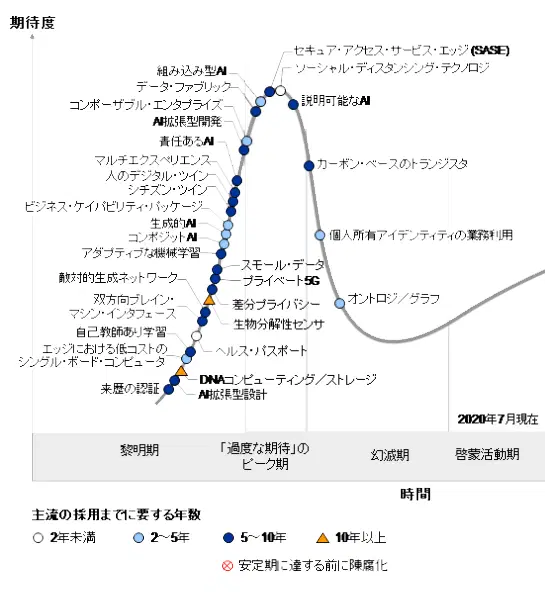 期待度
セキュア・アクセス・サービス・エッジ (SASE)
組み込み型AI
ソーシャル・ディスタンシング・テクノロジ
データ・ファブリック
コンポーザブル・エンタプライズ
説明可能なAI
AI拡張型開発
責任あるAI
マルチエクスペリエンス
カーボン・ベースのトランジスタ
人のデジタル・ツイン
シチズン・ツイン
ビジネス・ケイパビリティ・パッケージ
生成的AI
個人所有アイデンティティの業務利用
コンポジットAI
アダプティブな機械学習
スモール・データ
敵対的生成ネットワーク
プライベート5G
双方向ブレイン・
マシン・インタフェース
差分プライバシー
オントロジ／グラフ
生物分解性センサ
自己教師あり学習
エッジにおける低コストの
シングル・ボード・コンピュータ
ヘルス・パスポート
DNAコンピューティング／ストレージ
来歴の認証
AI拡張型設計
2020年7月現在
黎明期
「過度な期待」の
ピーク期
幻滅期
啓蒙活動期
時間
主流の採用までに要する年数
2年未満
2～5年
5～10年
10年以上
安定期に達する前に陳腐化